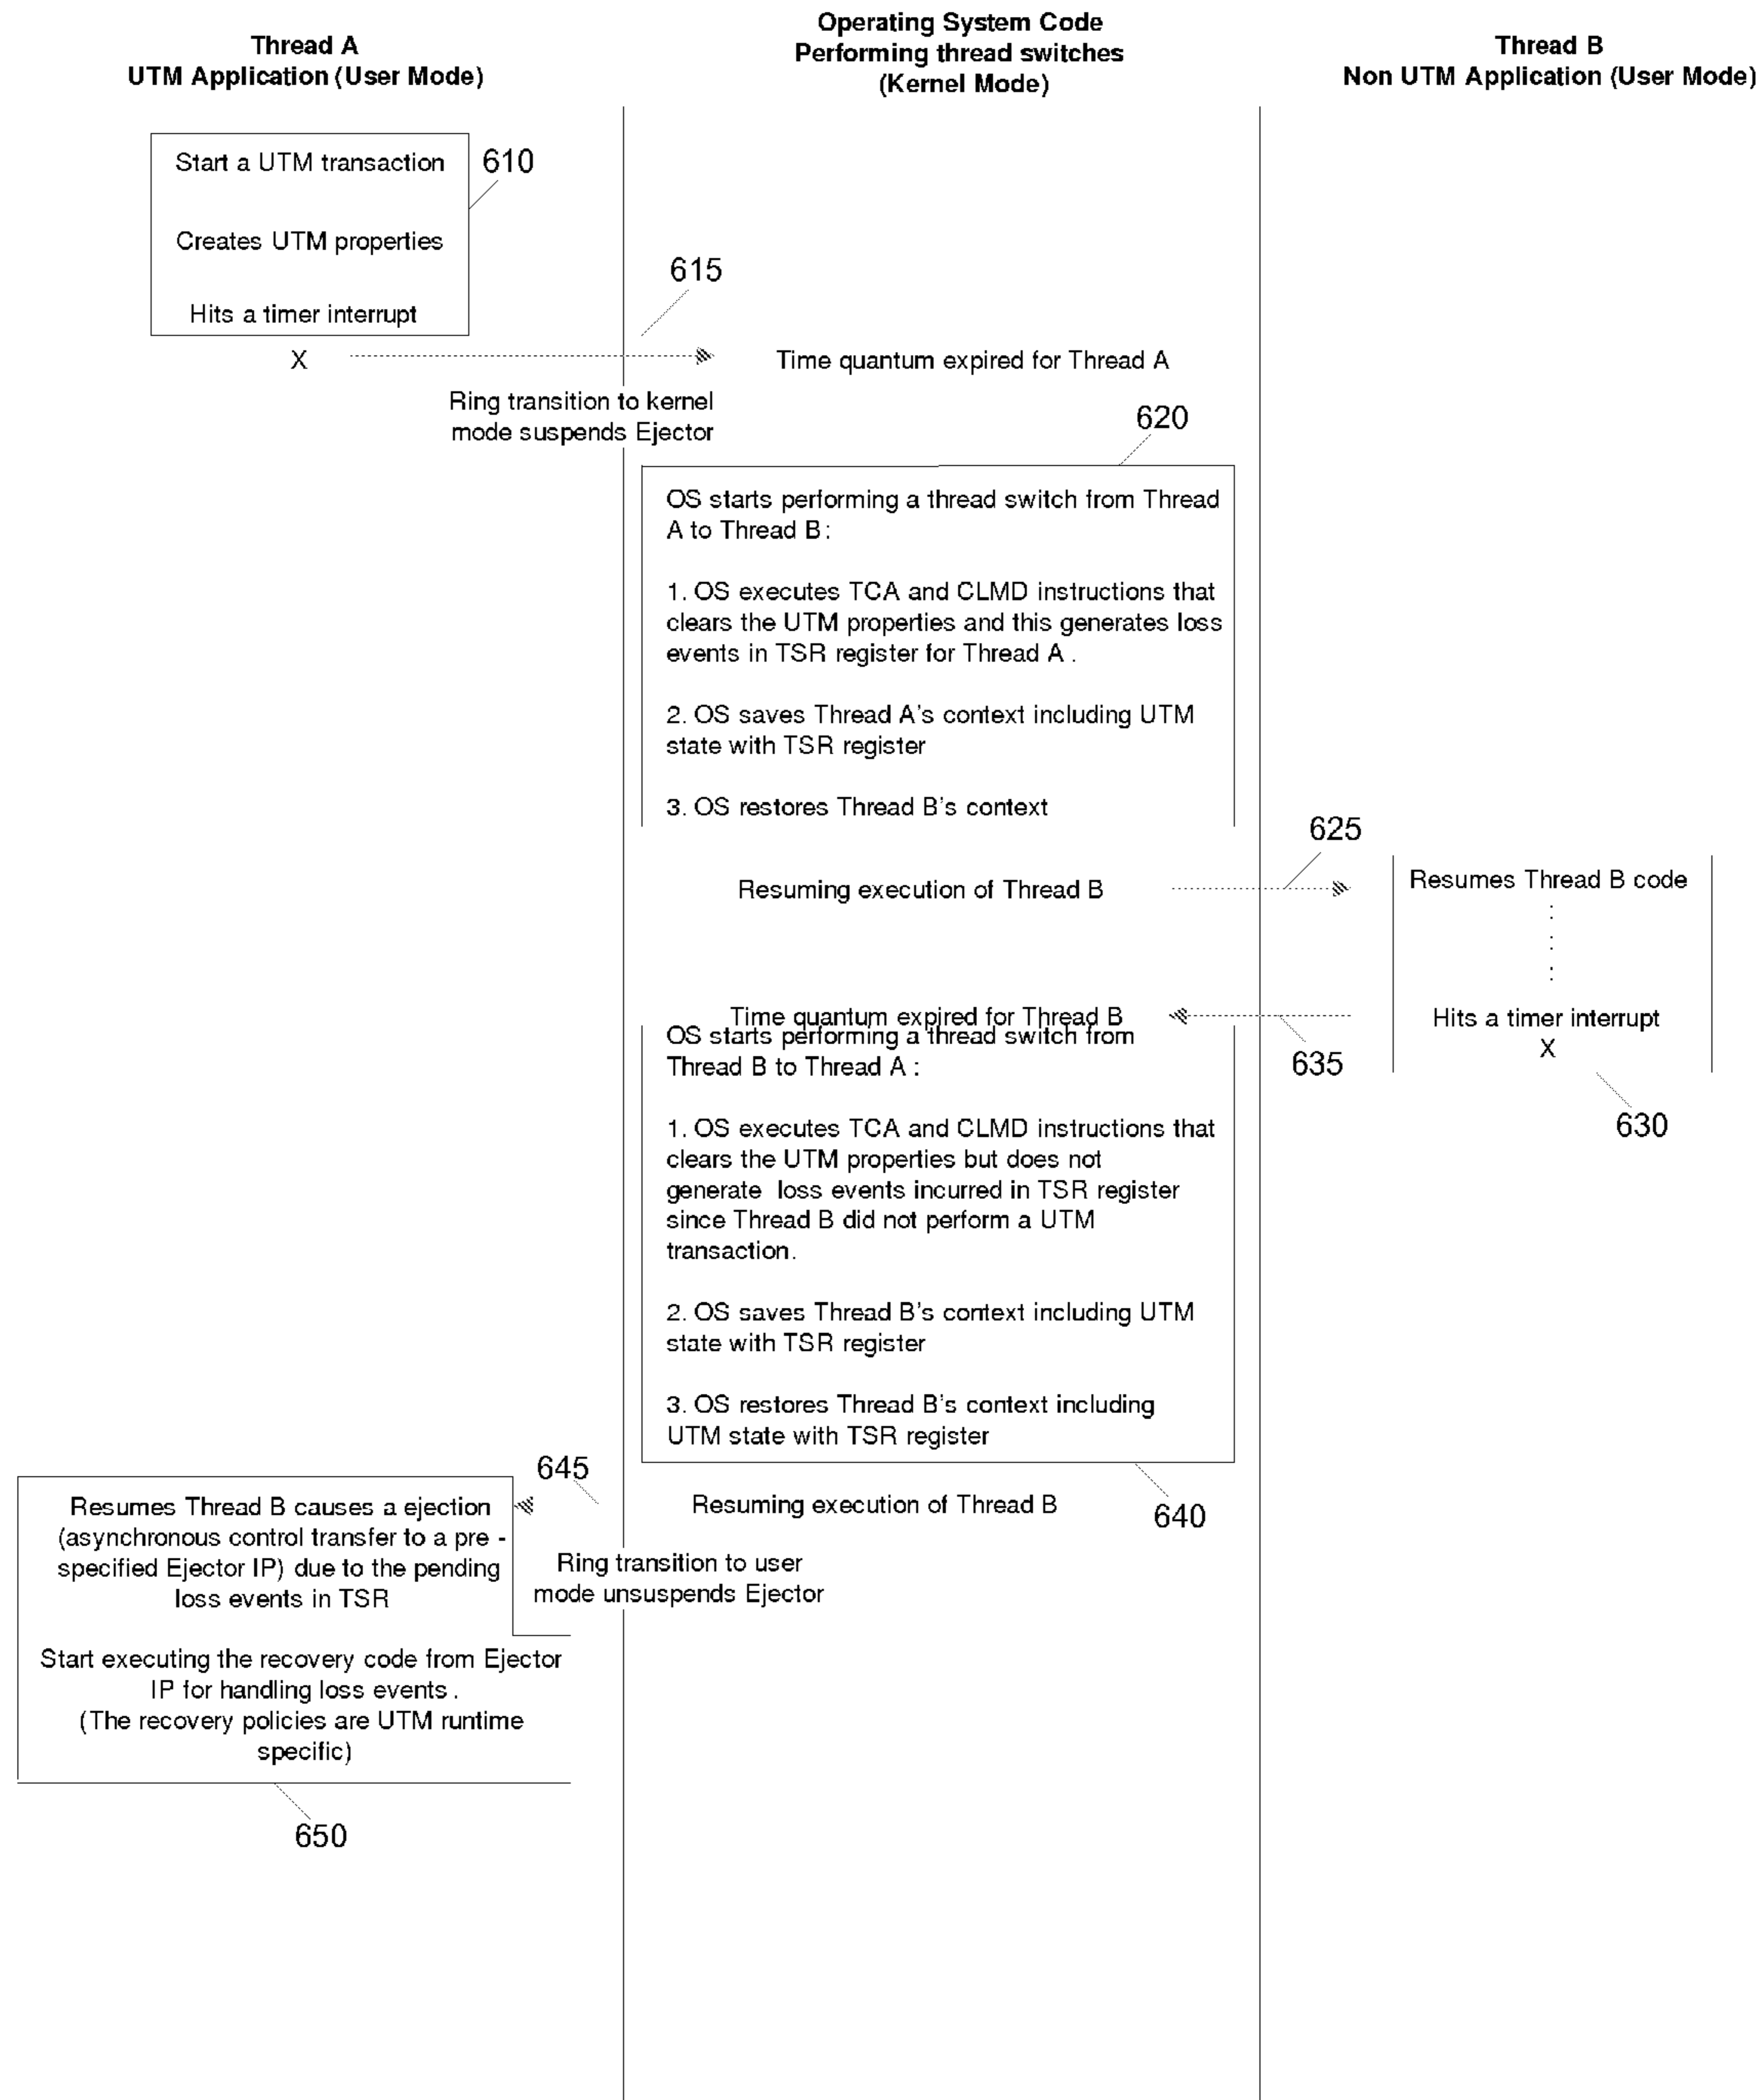 Thread A
UTM Application (User Mode)
Operating System Code
Performing thread switches
(Kernel Mode)
Thread B
Non UTM Application (User Mode)
Start a UTM transaction
610
Creates UTM properties
Hits a timer interrupt
615
X
Time quantum expired for Thread A
Ring transition to kernel
mode suspends Ejector
620
OS starts performing a thread switch from Thread
A to Thread B:
1. OS executes TCA and CLMD instructions that
clears the UTM properties and this generates loss
events in TSR register for Thread A .
2. OS saves Thread A's context including UTM
state with TSR register
3. OS restores Thread B's context
625
Resuming execution of Thread B
Resumes Thread B code
:
:
:
Time quantum expired for Thread B
Hits a timer interrupt
X
635
630
OS starts performing a thread switch from
Thread B to Thread A :
1. OS executes TCA and CLMD instructions that
clears the UTM properties but does not
generate loss events incurred in TSR register
since Thread B did not perform a UTM
transaction.
2. OS saves Thread B's context including UTM
state with TSR register
3. OS restores Thread B's context including
UTM state with TSR register
640
645
Resuming execution of Thread B
Ring transition to user
mode unsuspends Ejector
Resumes Thread B causes a ejection
(asynchronous control transfer to a pre -
specified Ejector IP) due to the pending
loss events in TSR
Start executing the recovery code from Ejector
IP for handling loss events .
(The recovery policies are UTM runtime
specific)
650